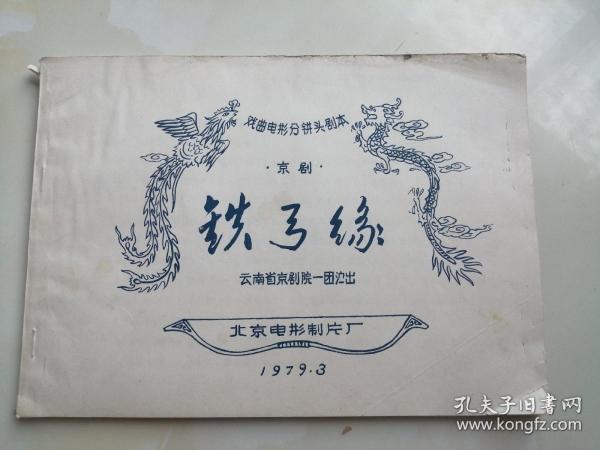 戏曲电影分镜头剧本
·京剧·
铁弓缘
云南省京剧院一团演出
北京电影制片厂
1979.3
孔夫子旧書网
www.kongfz.com